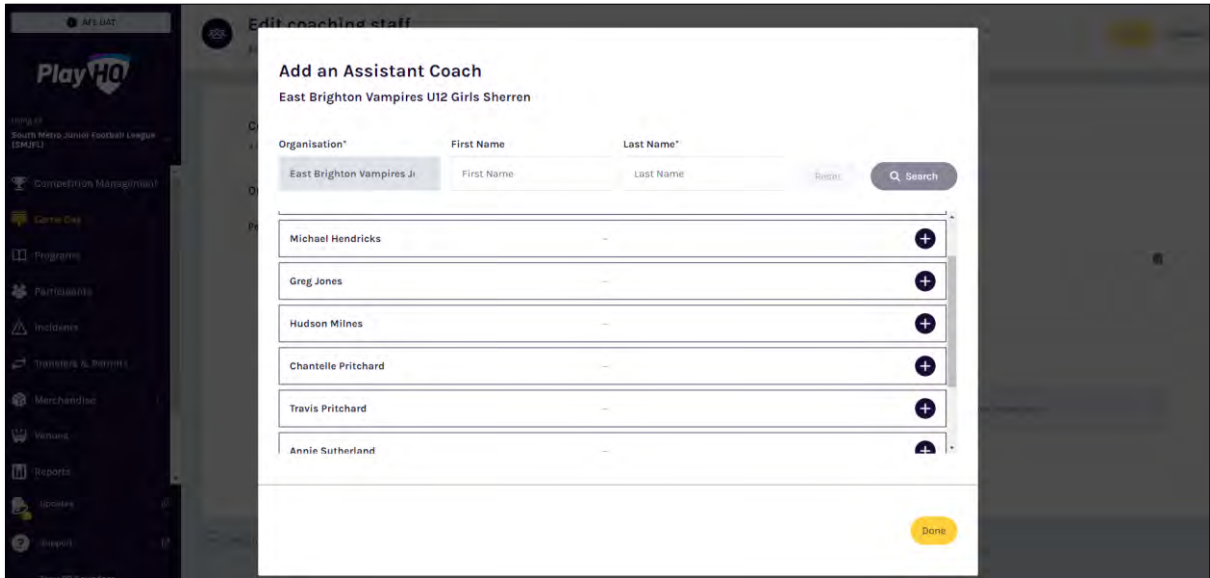 AFL UAT
Edit coaching staff
PlayHQ
South Metro Junior Football League
(SMJFL)
Competition Management
Game Day
Programs
Participants
Incidents
Transfers & Permits
Merchandise
Venues
Reports
Updates
Support
Add an Assistant Coach
East Brighton Vampires U12 Girls Sherren
Organisation* First Name Last Name*
East Brighton Vampires Ju First Name Last Name Reset Search
Michael Hendricks --
Greg Jones --
Hudson Milnes --
Chantelle Pritchard --
Travis Pritchard --
Annie Sutherland --
Done